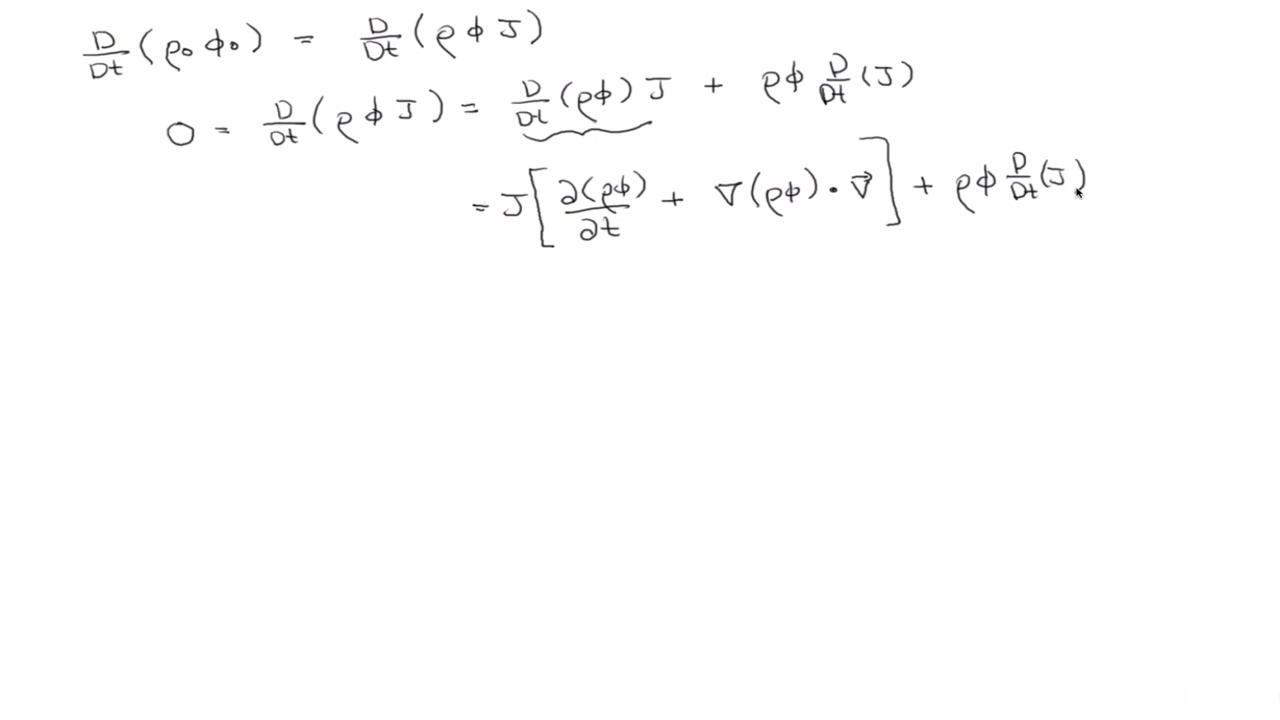 D/Dt (ρ₀ ϕ₀) = D/Dt (ρ ϕ J)
0 = D/Dt (ρ ϕ J) = D/Dt (ρϕ) J + ρϕ D/Dt (J)
= J [ ∂(ρϕ)/∂t + ∇(ρϕ) · v⃗ ] + ρϕ D/Dt (J)